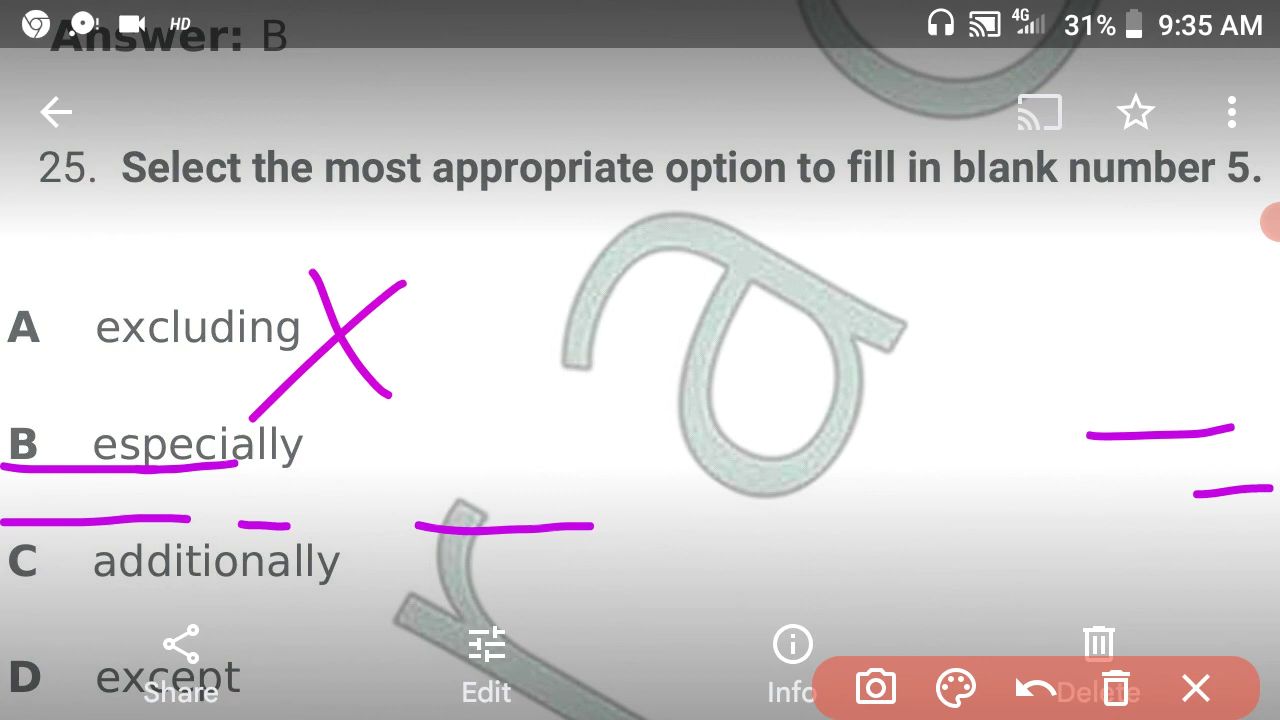 HD 4G 31% 9:35 AM
Answer: B
25. Select the most appropriate option to fill in blank number 5.
A excluding
B especially
C additionally
D except
Share Edit Info Delete